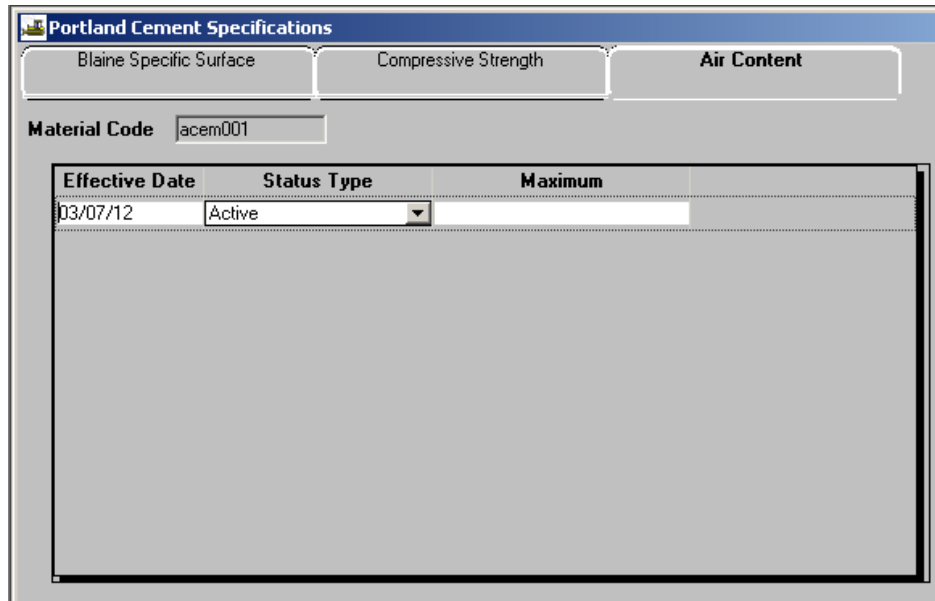 Portland Cement Specifications
Blaine Specific Surface Compressive Strength Air Content
Material Code acem001
Effective Date Status Type Maximum
03/07/12 Active